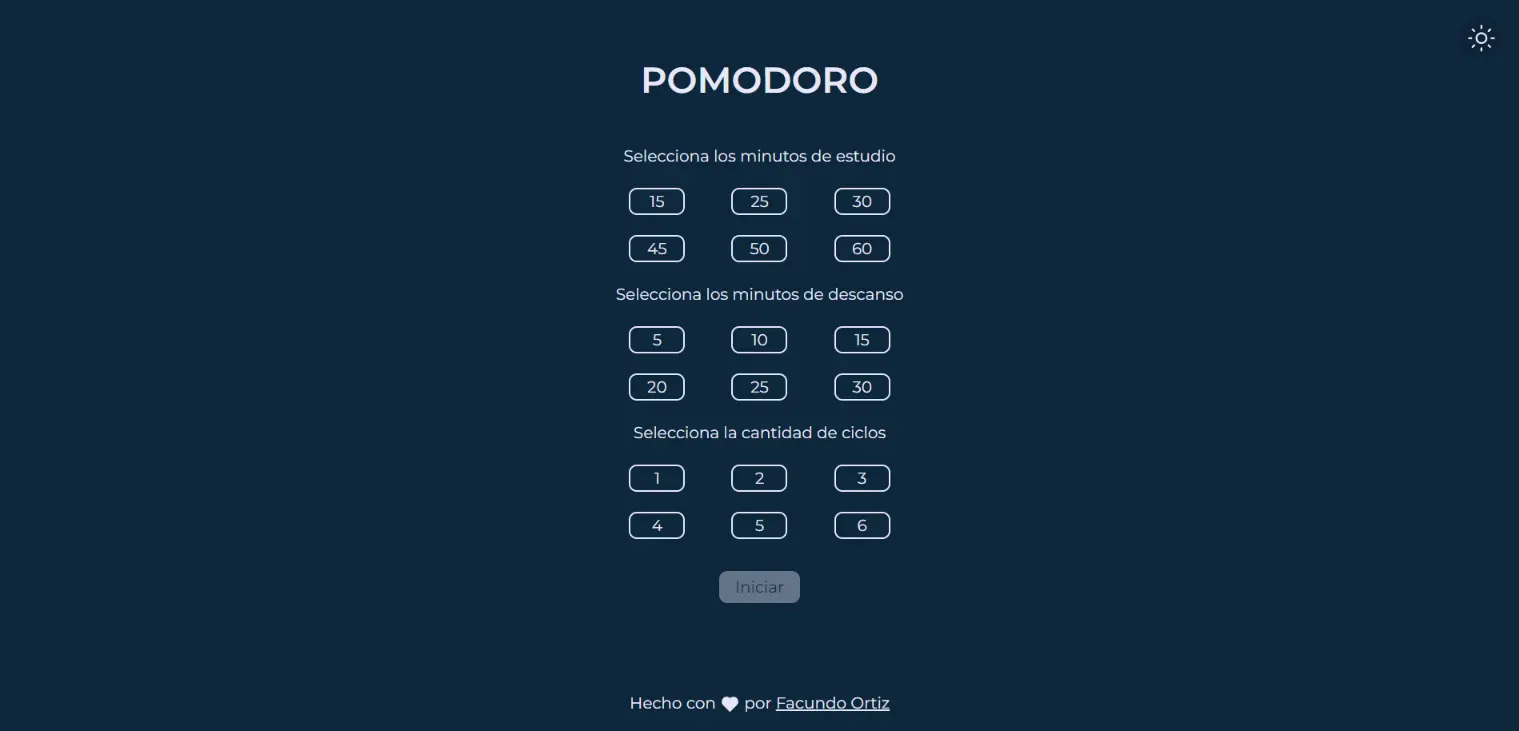 POMODORO
Selecciona los minutos de estudio
15 25 30
45 50 60
Selecciona los minutos de descanso
5 10 15
20 25 30
Selecciona la cantidad de ciclos
1 2 3
4 5 6
Iniciar
Hecho con por Facundo Ortiz